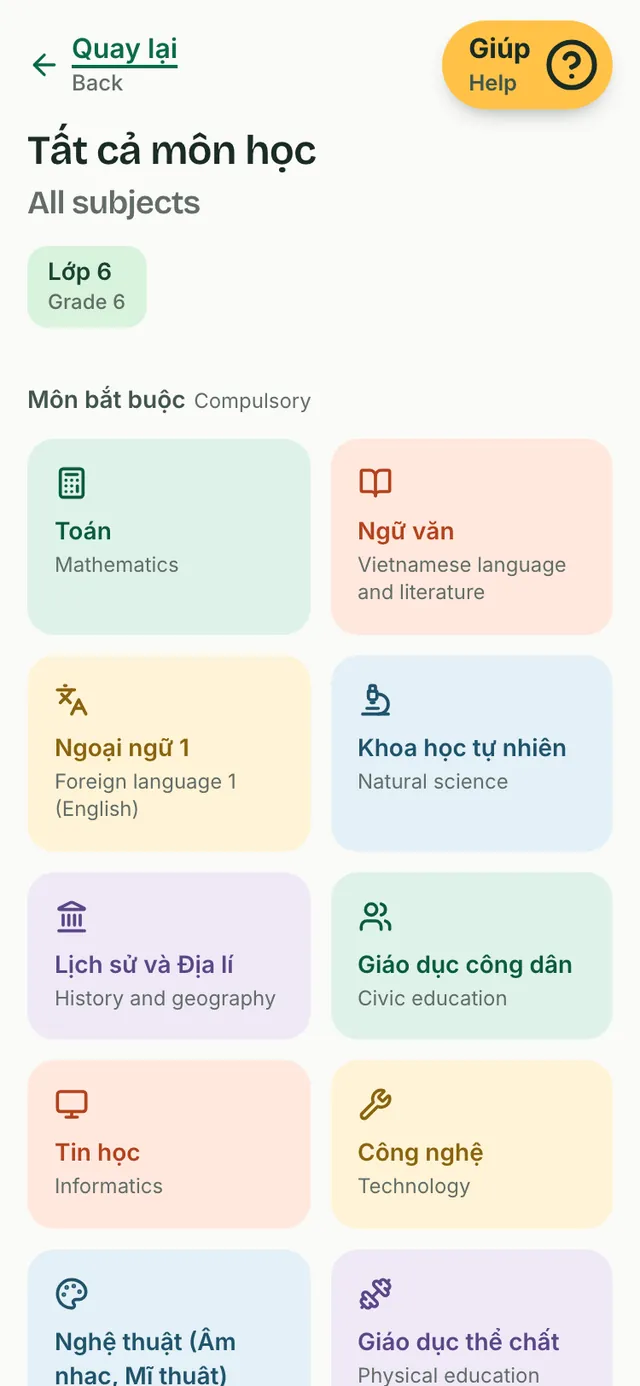 Quay lại
Back
Giúp
Help
Tất cả môn học
All subjects
Lớp 6
Grade 6
Môn bắt buộc Compulsory
Toán
Mathematics
Ngữ văn
Vietnamese language
and literature
Ngoại ngữ 1
Foreign language 1
(English)
Khoa học tự nhiên
Natural science
Lịch sử và Địa lí
History and geography
Giáo dục công dân
Civic education
Tin học
Informatics
Công nghệ
Technology
Nghệ thuật (Âm
nhạc, Mĩ thuật)
Giáo dục thể chất
Physical education